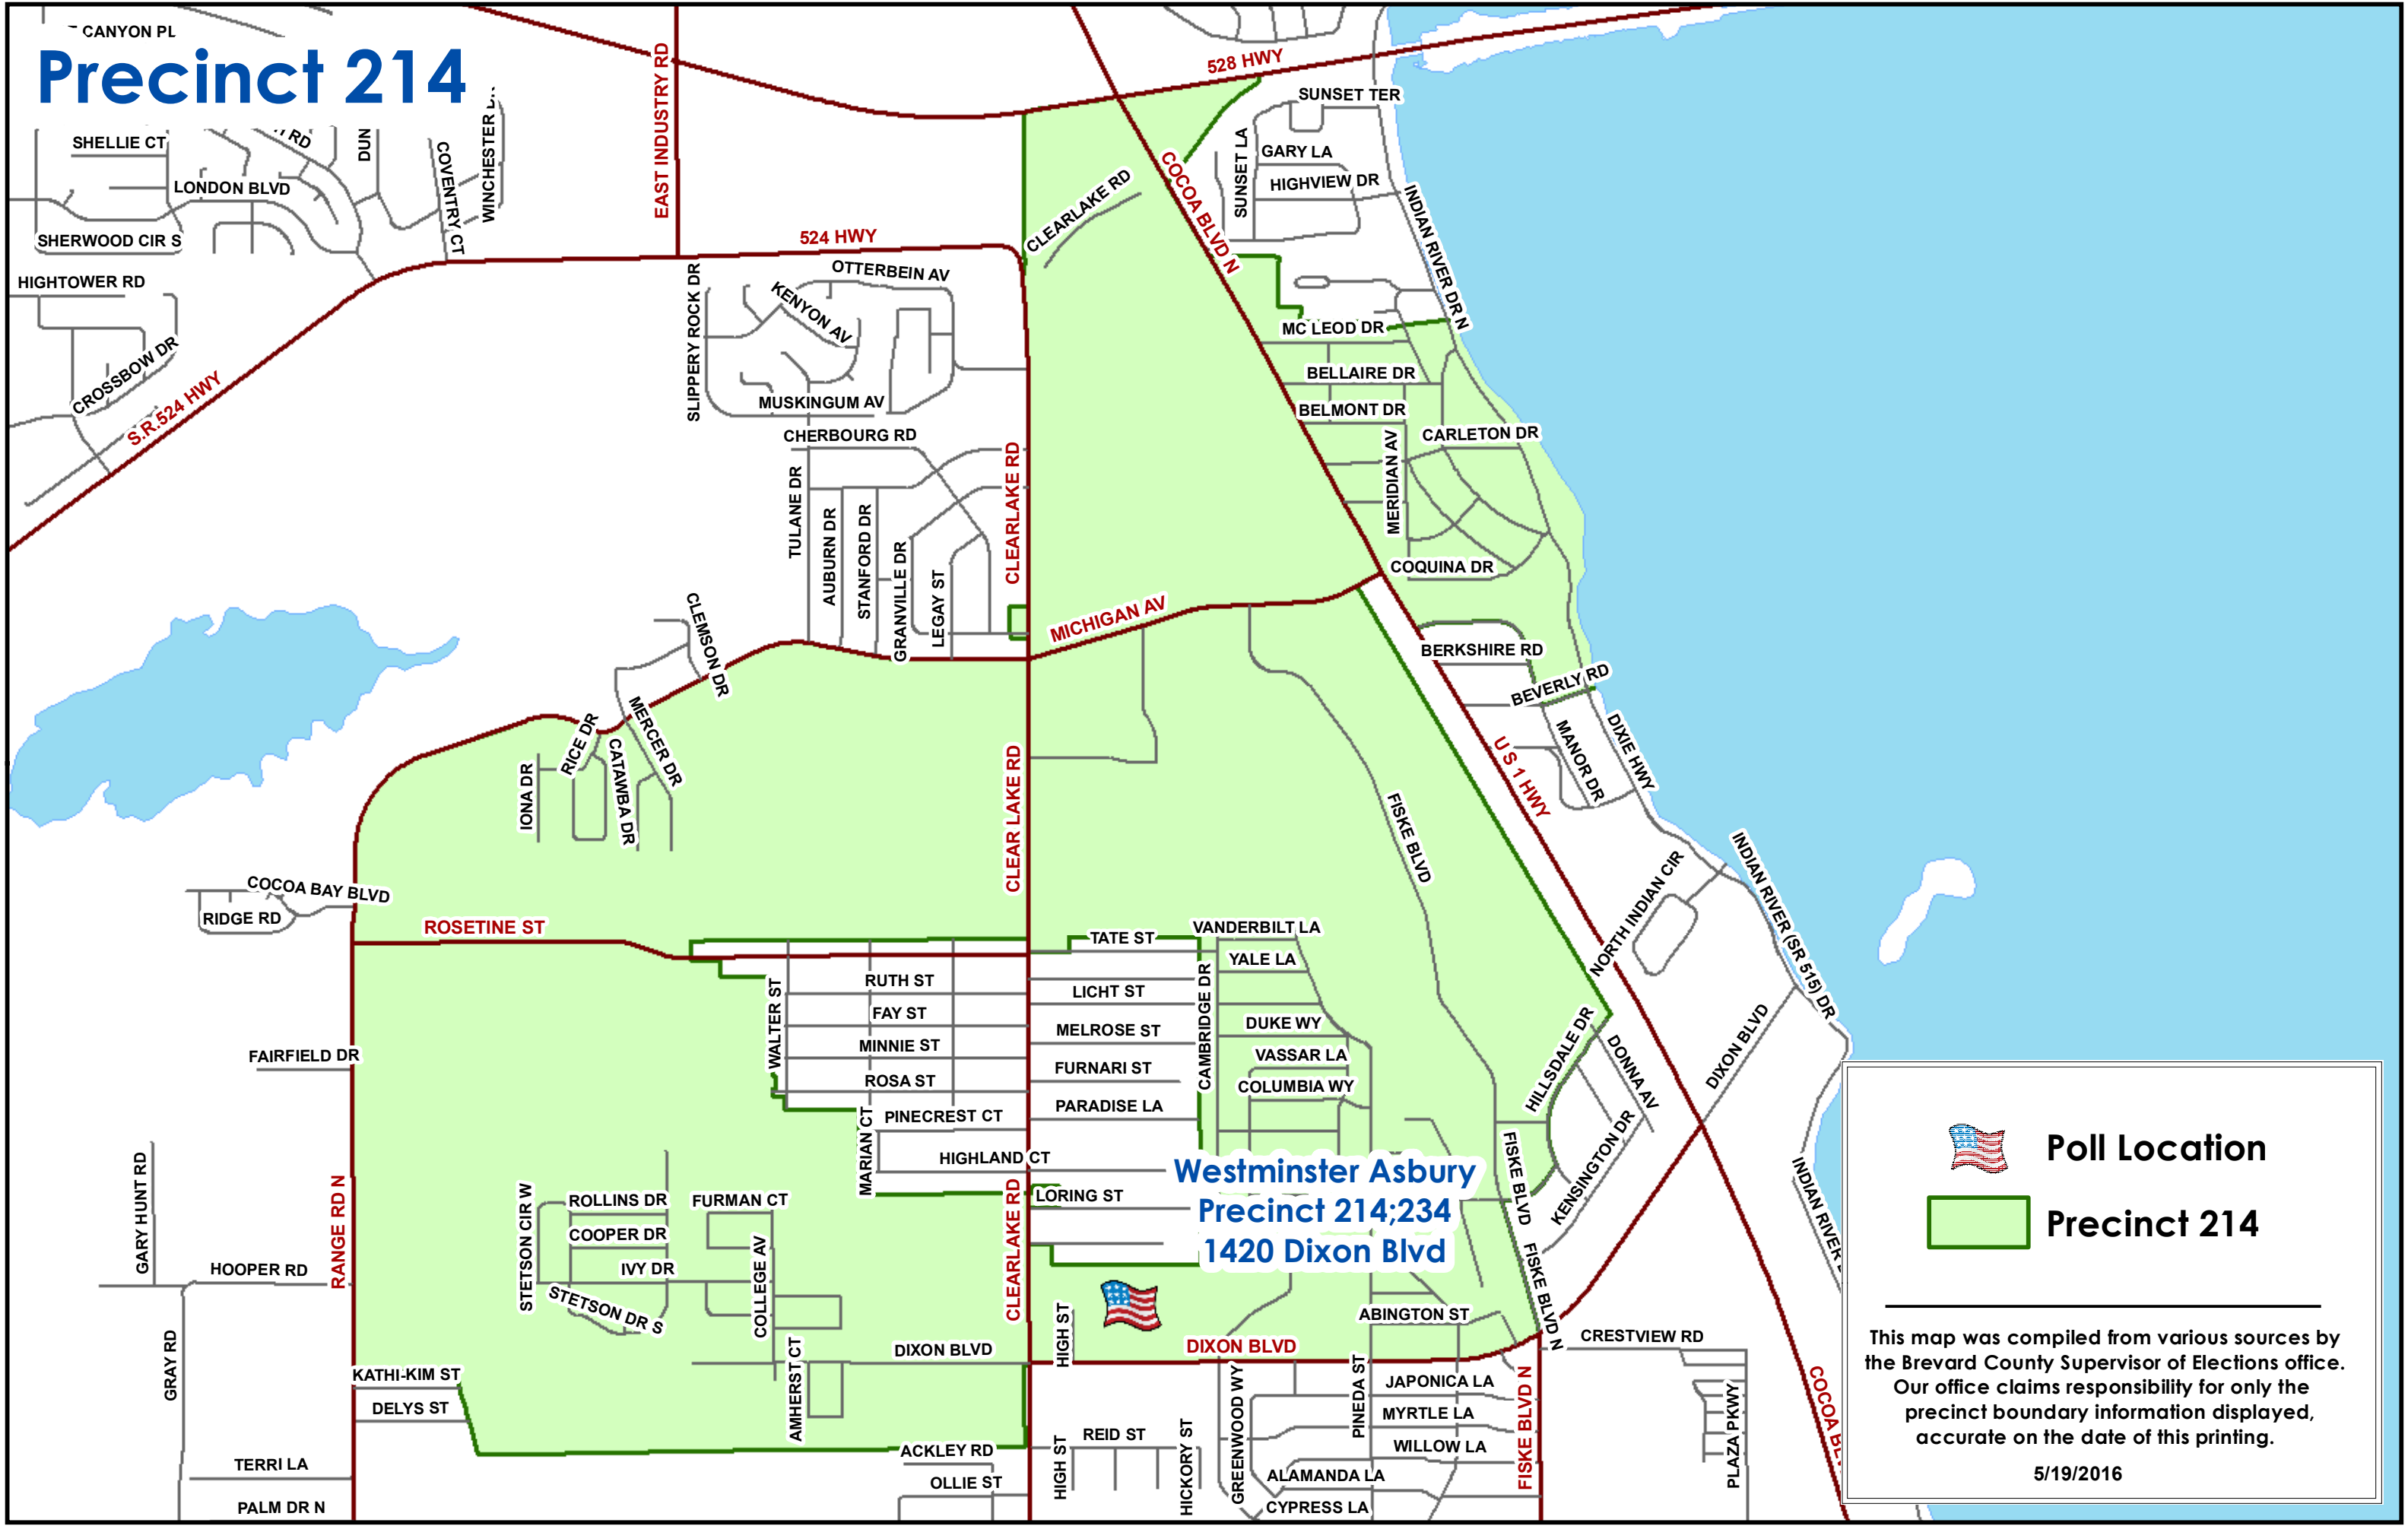 CANYON PL
Precinct 214
EAST INDUSTRY RD
528 HWY
SUNSET TER
SHELLIE CT
RD
DUN
COVENTRY CT
WINCHESTER
LONDON BLVD
SHERWOOD CIR S
SUNSET LA
GARY LA
HIGHVIEW DR
COCOA BLVD N
CLEARLAKE RD
INDIAN RIVER DR N
524 HWY
HIGHTOWER RD
OTTERBEIN AV
SLIPPERY ROCK DR
KENYON AV
MC LEOD DR
CROSSBOW DR
S.R.524 HWY
BELLAIRE DR
MUSKINGUM AV
BELMONT DR
CHERBOURG RD
MERIDIAN AV
CARLETON DR
CLEARLAKE RD
TULANE DR
AUBURN DR
STANFORD DR
GRANVILLE DR
LEGAY ST
COQUINA DR
MICHIGAN AV
CLEMSON DR
BERKSHIRE RD
BEVERLY RD
RICE DR
MERCER DR
IONA DR
CATAWBA DR
CLEAR LAKE RD
MANOR DR
DIXIE HWY
U S 1 HWY
FISKE BLVD
COCOA BAY BLVD
RIDGE RD
ROSETINE ST
TATE ST
VANDERBILT LA
NORTH INDIAN CIR
INDIAN RIVER (SR 515) DR
YALE LA
RUTH ST
LICHT ST
CAMBRIDGE DR
WALTER ST
FAY ST
MELROSE ST
DUKE WY
MINNIE ST
FURNARI ST
VASSAR LA
FAIRFIELD DR
HILLSDALE DR
DONNA AV
DIXON BLVD
ROSA ST
COLUMBIA WY
PARADISE LA
PINECREST CT
MARIAN CT
HIGHLAND CT
KENSINGTON DR
FISKE BLVD
Westminster Asbury
Precinct 214;234
1420 Dixon Blvd
LORING ST
CLEARLAKE RD
GARY HUNT RD
RANGE RD N
STETSON CIR W
ROLLINS DR
FURMAN CT
COOPER DR
COLLEGE AV
IVY DR
HOOPER RD
STETSON DR S
FISKE BLVD N
INDIAN RIVER
ABINGTON ST
HIGH ST
DIXON BLVD
DIXON BLVD
CRESTVIEW RD
GRAY RD
KATHI-KIM ST
DELYS ST
AMHERST CT
JAPONICA LA
MYRTLE LA
PINEDA ST
GREENWOOD WY
FISKE BLVD N
PLAZA PKWY
COCOA
ACKLEY RD
REID ST
WILLOW LA
TERRI LA
HIGH ST
HICKORY ST
ALAMANDA LA
OLLIE ST
PALM DR N
CYPRESS LA
Poll Location
Precinct 214
This map was compiled from various sources by
the Brevard County Supervisor of Elections office.
Our office claims responsibility for only the
precinct boundary information displayed,
accurate on the date of this printing.
5/19/2016